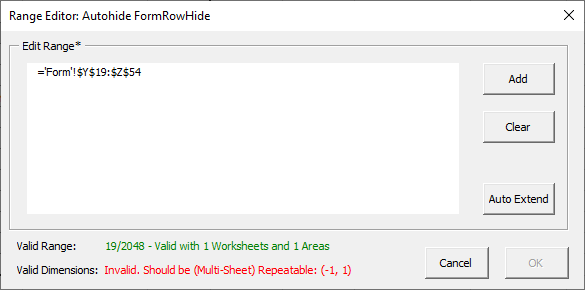 Range Editor: Autohide FormRowHide
Edit Range*
='Form'!$Y$19:$Z$54
Add
Clear
Auto Extend
Valid Range: 19/2048 - Valid with 1 Worksheets and 1 Areas
Valid Dimensions: Invalid. Should be (Multi-Sheet) Repeatable: (-1, 1)
Cancel
OK